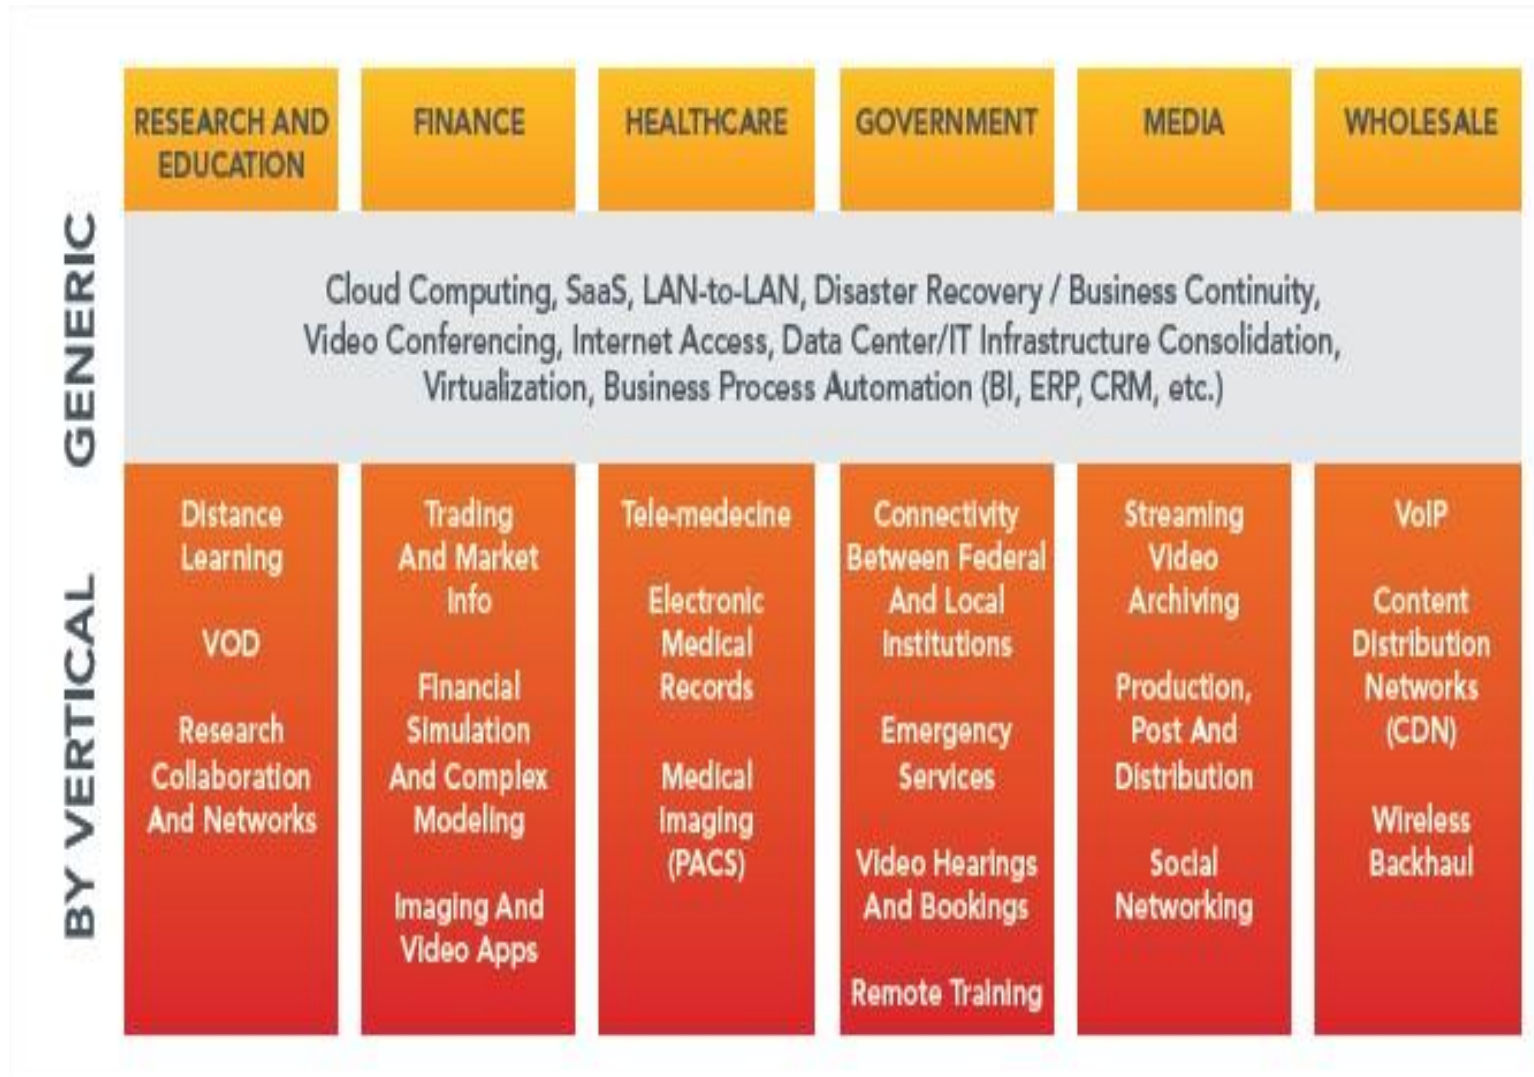 RESEARCH AND
EDUCATION
FINANCE
HEALTHCARE
GOVERNMENT
MEDIA
WHOLESALE
GENERIC
Cloud Computing, SaaS, LAN-to-LAN, Disaster Recovery / Business Continuity,
Video Conferencing, Internet Access, Data Center/IT Infrastructure Consolidation,
Virtualization, Business Process Automation (BI, ERP, CRM, etc.)
BY VERTICAL
Distance
Learning
VOD
Research
Collaboration
And Networks
Trading
And Market
Info
Financial
Simulation
And Complex
Modeling
Imaging And
Video Apps
Tele-medecine
Electronic
Medical
Records
Medical
Imaging
(PACS)
Connectivity
Between Federal
And Local
Institutions
Emergency
Services
Video Hearings
And Bookings
Remote Training
Streaming
Video
Archiving
Production,
Post And
Distribution
Social
Networking
VoIP
Content
Distribution
Networks
(CDN)
Wireless
Backhaul